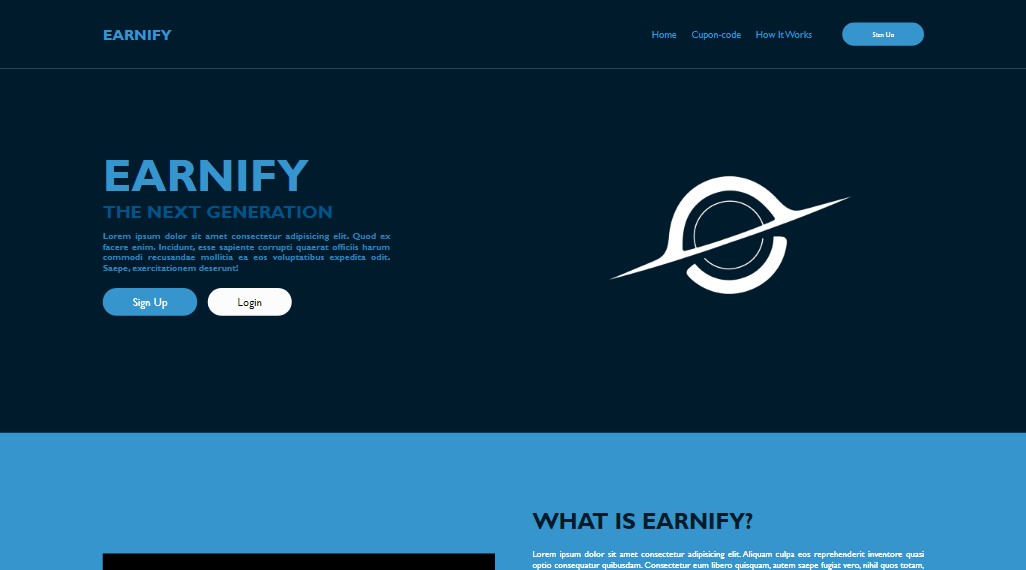 EARNIFY
Home Cupon-code How It Works Sign Up
EARNIFY
THE NEXT GENERATION
Lorem ipsum dolor sit amet consectetur adipisicing elit. Quod ex
facere enim. Incidunt, esse sapiente corrupti quaerat officiis harum
commodi recusandae mollitia ea eos voluptatibus expedita odit.
Saepe, exercitationem deserunt!
Sign Up Login
WHAT IS EARNIFY?
Lorem ipsum dolor sit amet consectetur adipisicing elit. Aliquam culpa eos reprehenderit inventore quasi
optio consequatur quibusdam. Consectetur eum libero quisquam, autem saepe fugiat vero, nihil quos totam,